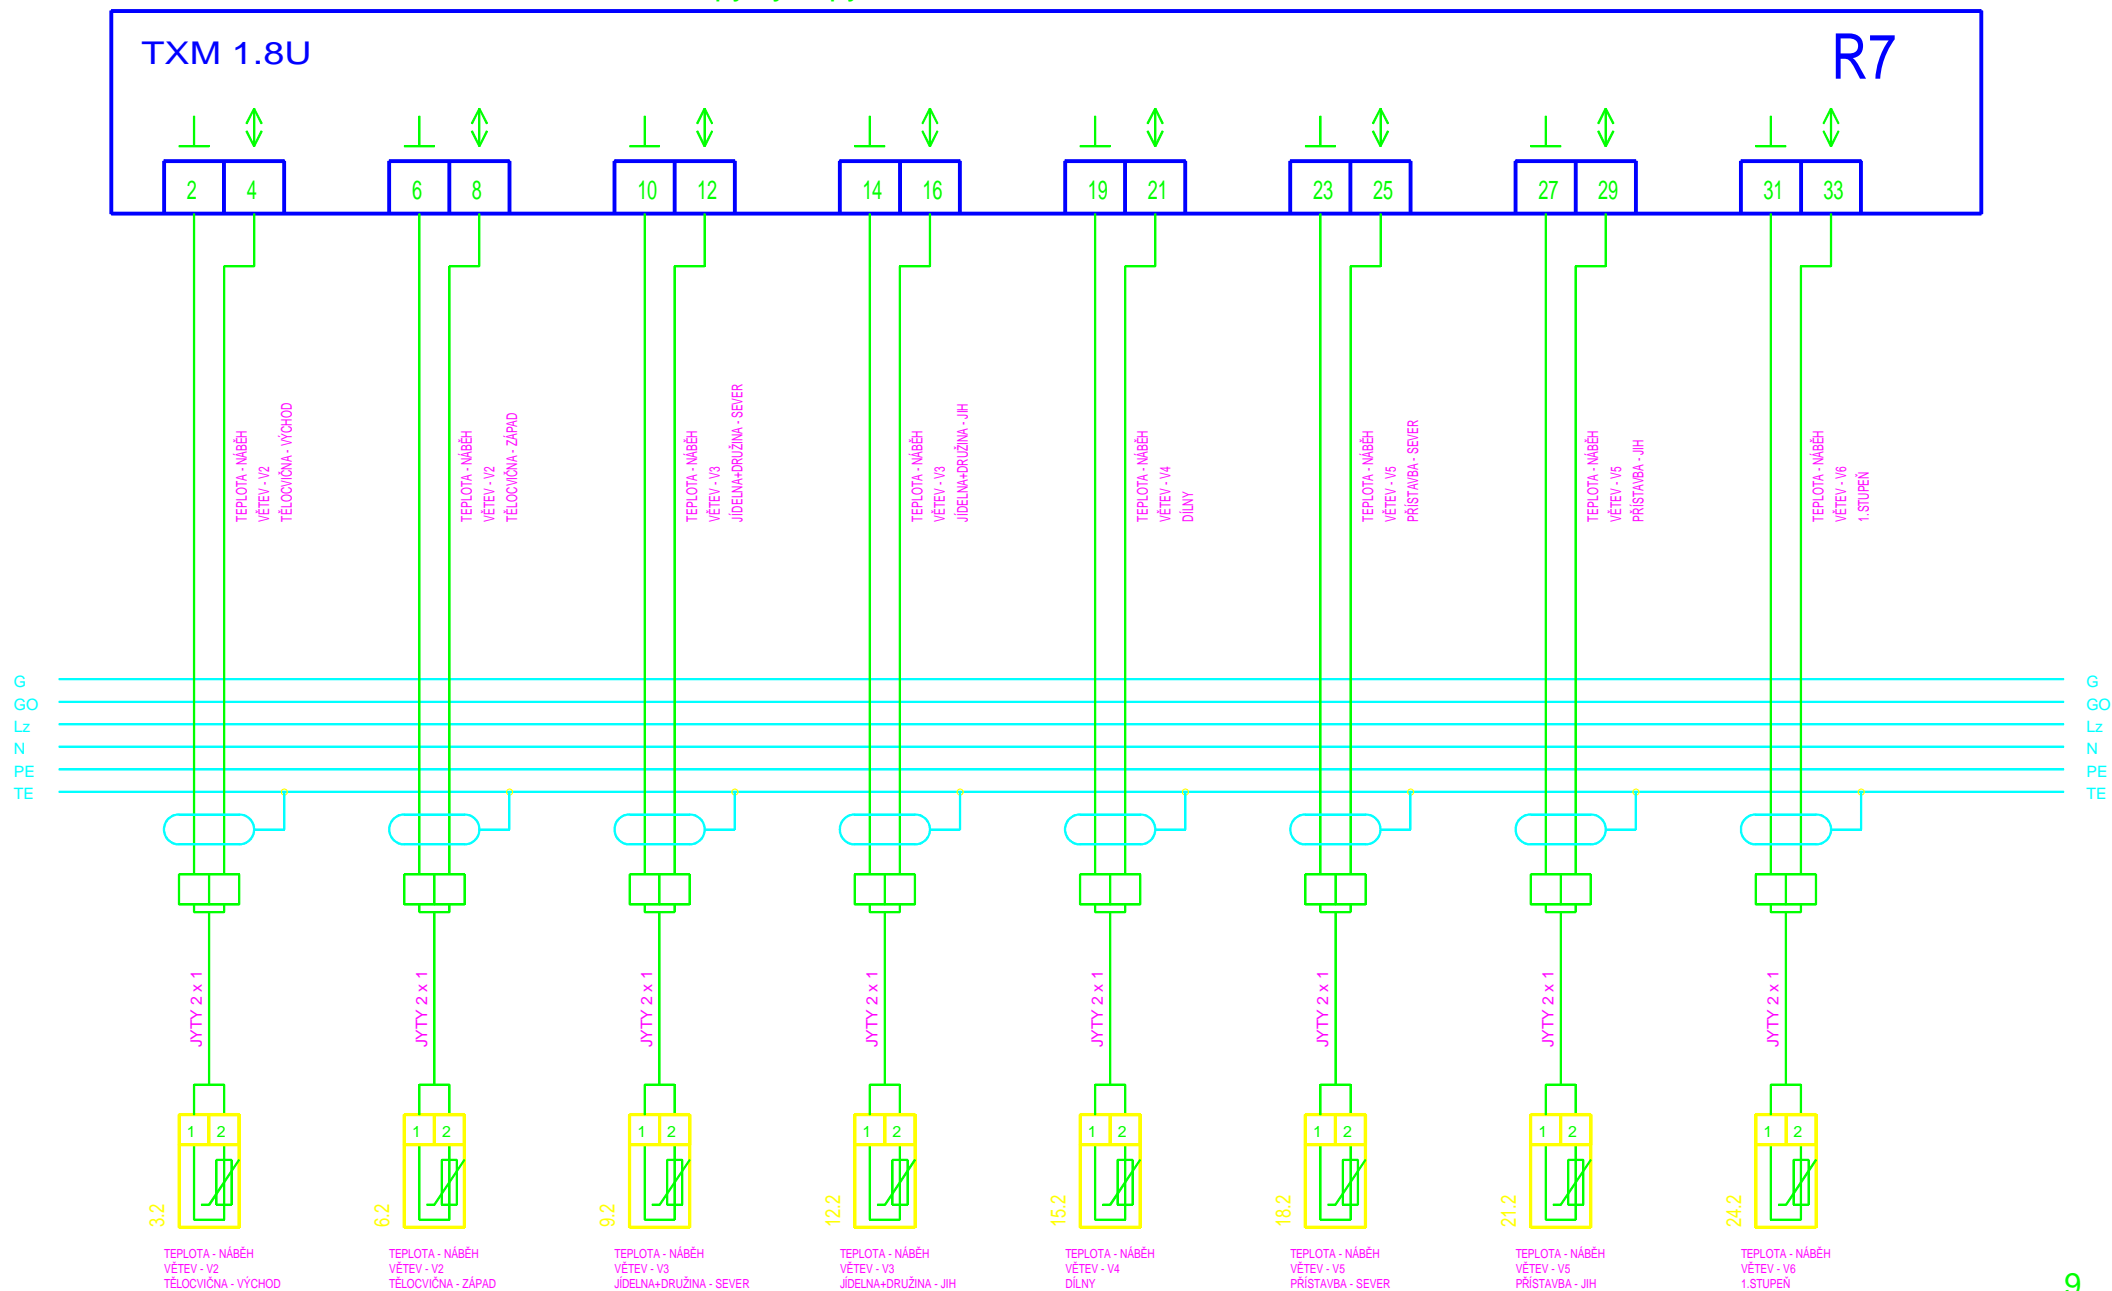 TXM 1.8U
R7
2 4 6 8 10 12 14 16 19 21 23 25 27 29 31 33
TEPLOTA - NÁBĚH
VĚTEV - V2
TĚLOCVIČNA - VÝCHOD
TEPLOTA - NÁBĚH
VĚTEV - V2
TĚLOCVIČNA - ZÁPAD
TEPLOTA - NÁBĚH
VĚTEV - V3
JÍDELNA+DRUŽINA - SEVER
TEPLOTA - NÁBĚH
VĚTEV - V3
JÍDELNA+DRUŽINA - JIH
TEPLOTA - NÁBĚH
VĚTEV - V4
DÍLNY
TEPLOTA - NÁBĚH
VĚTEV - V5
PŘÍSTAVBA - SEVER
TEPLOTA - NÁBĚH
VĚTEV - V5
PŘÍSTAVBA - JIH
TEPLOTA - NÁBĚH
VĚTEV - V6
1.STUPEŇ
G G
GO GO
Lz Lz
N N
PE PE
TE TE
JYTY 2 x 1
JYTY 2 x 1
JYTY 2 x 1
JYTY 2 x 1
JYTY 2 x 1
JYTY 2 x 1
JYTY 2 x 1
JYTY 2 x 1
1 2 1 2 1 2 1 2 1 2 1 2 1 2 1 2
3.2
6.2
9.2
12.2
15.2
18.2
21.2
24.2
TEPLOTA - NÁBĚH
VĚTEV - V2
TĚLOCVIČNA - VÝCHOD
TEPLOTA - NÁBĚH
VĚTEV - V2
TĚLOCVIČNA - ZÁPAD
TEPLOTA - NÁBĚH
VĚTEV - V3
JÍDELNA+DRUŽINA - SEVER
TEPLOTA - NÁBĚH
VĚTEV - V3
JÍDELNA+DRUŽINA - JIH
TEPLOTA - NÁBĚH
VĚTEV - V4
DÍLNY
TEPLOTA - NÁBĚH
VĚTEV - V5
PŘÍSTAVBA - SEVER
TEPLOTA - NÁBĚH
VĚTEV - V5
PŘÍSTAVBA - JIH
TEPLOTA - NÁBĚH
VĚTEV - V6
1.STUPEŇ
9